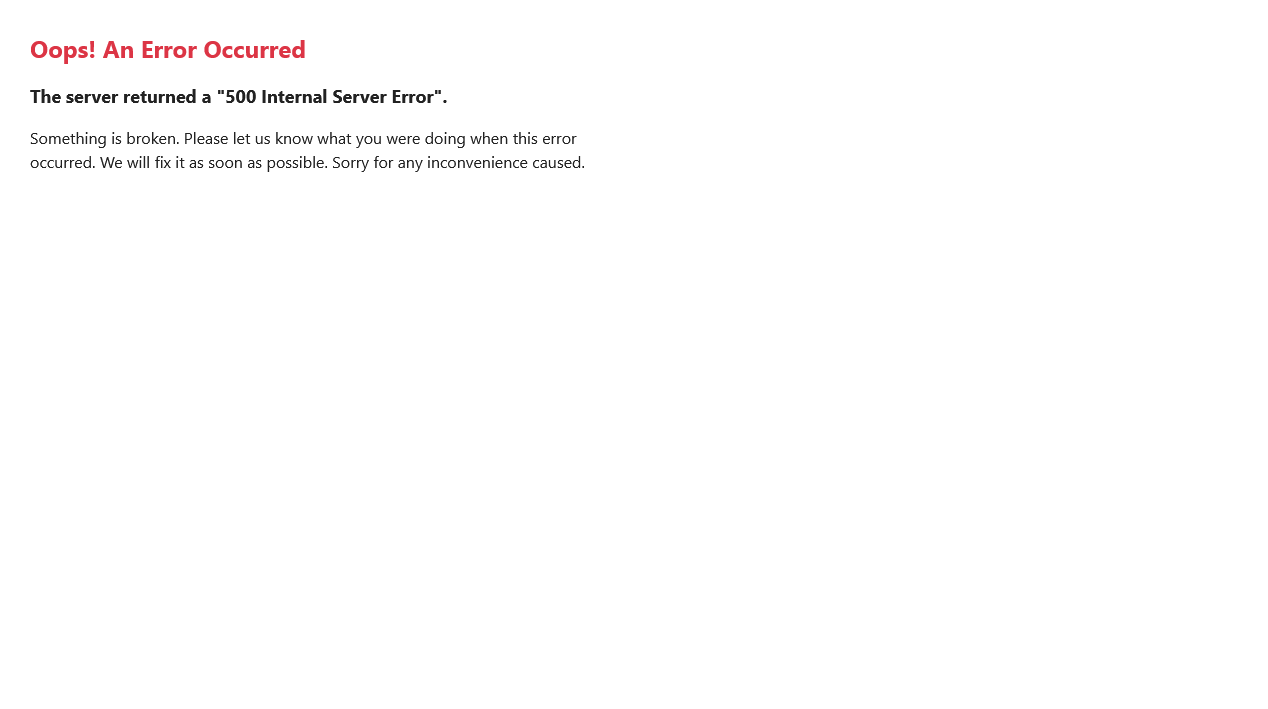 Oops! An Error Occurred
The server returned a "500 Internal Server Error".
Something is broken. Please let us know what you were doing when this error
occurred. We will fix it as soon as possible. Sorry for any inconvenience caused.